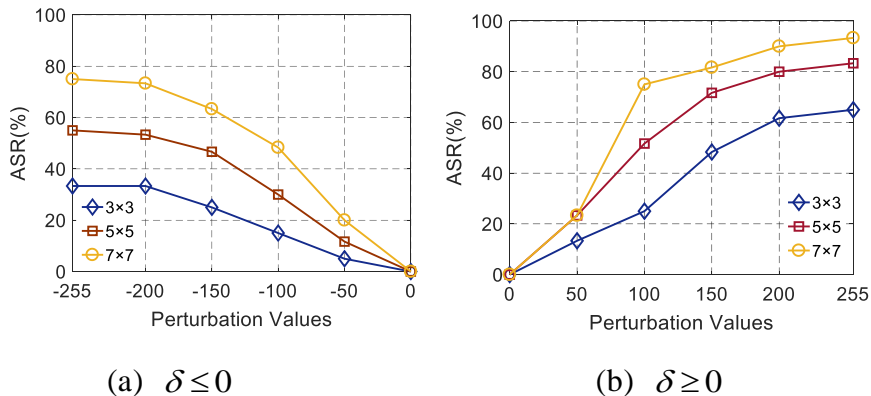 100
80
60
40
20
0
ASR(%)
3×3
5×5
7×7
-255 -200 -150 -100 -50 0
Perturbation Values
(a) δ ≤ 0
100
80
60
40
20
0
ASR(%)
3×3
5×5
7×7
0 50 100 150 200 255
Perturbation Values
(b) δ ≥ 0